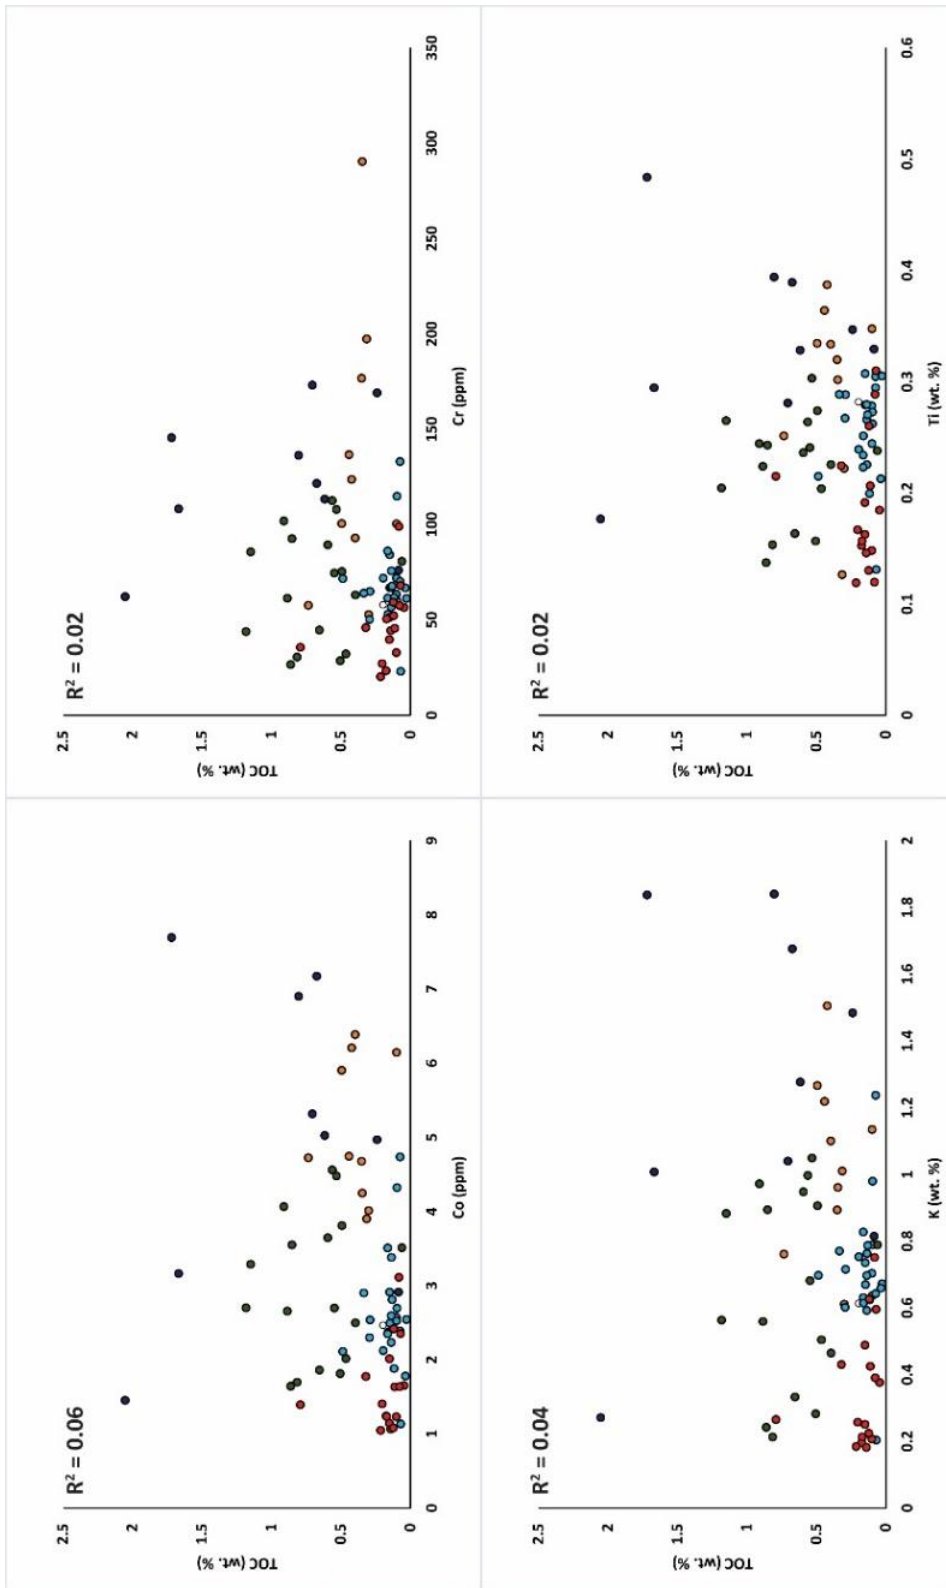 R² = 0.06
TOC (wt. %)
2.5
2
1.5
1
0.5
0
0 1 2 3 4 5 6 7 8 9
Co (ppm)
R² = 0.02
TOC (wt. %)
2.5
2
1.5
1
0.5
0
0 50 100 150 200 250 300 350
Cr (ppm)
R² = 0.04
TOC (wt. %)
2.5
2
1.5
1
0.5
0
0 0.2 0.4 0.6 0.8 1 1.2 1.4 1.6 1.8 2
K (wt. %)
R² = 0.02
TOC (wt. %)
2.5
2
1.5
1
0.5
0
0 0.1 0.2 0.3 0.4 0.5 0.6
Ti (wt. %)